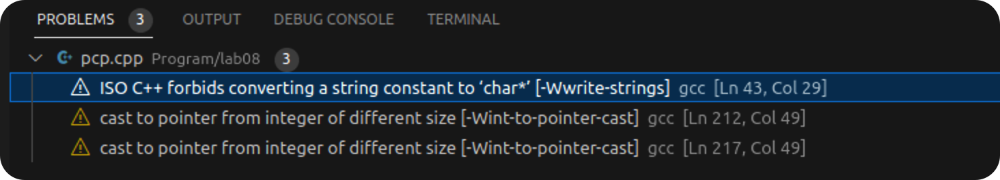 PROBLEMS 3 OUTPUT DEBUG CONSOLE TERMINAL
pcp.cpp Program/lab08 3
ISO C++ forbids converting a string constant to ‘char*’ [-Wwrite-strings] gcc [Ln 43, Col 29]
cast to pointer from integer of different size [-Wint-to-pointer-cast] gcc [Ln 212, Col 49]
cast to pointer from integer of different size [-Wint-to-pointer-cast] gcc [Ln 217, Col 49]